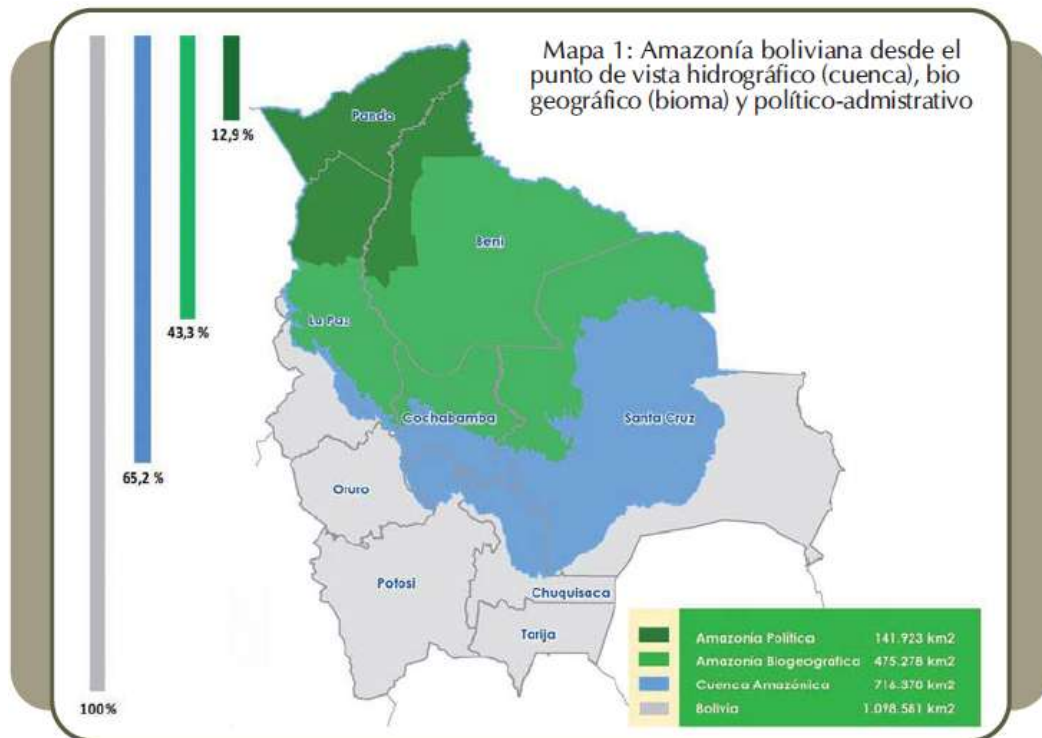 Mapa 1: Amazonía boliviana desde el
punto de vista hidrográfico (cuenca), bio
geográfico (bioma) y político-admistrativo
12,9 %
43,3 %
65,2 %
100%
Pando
Beni
La Paz
Cochabamba
Santa Cruz
Oruro
Potosi
Chuquisaca
Tarija
Amazonía Política 141.923 km2
Amazonía Biogeográfica 475.278 km2
Cuenca Amazónica 716.370 km2
Bolivia 1.098.581 km2